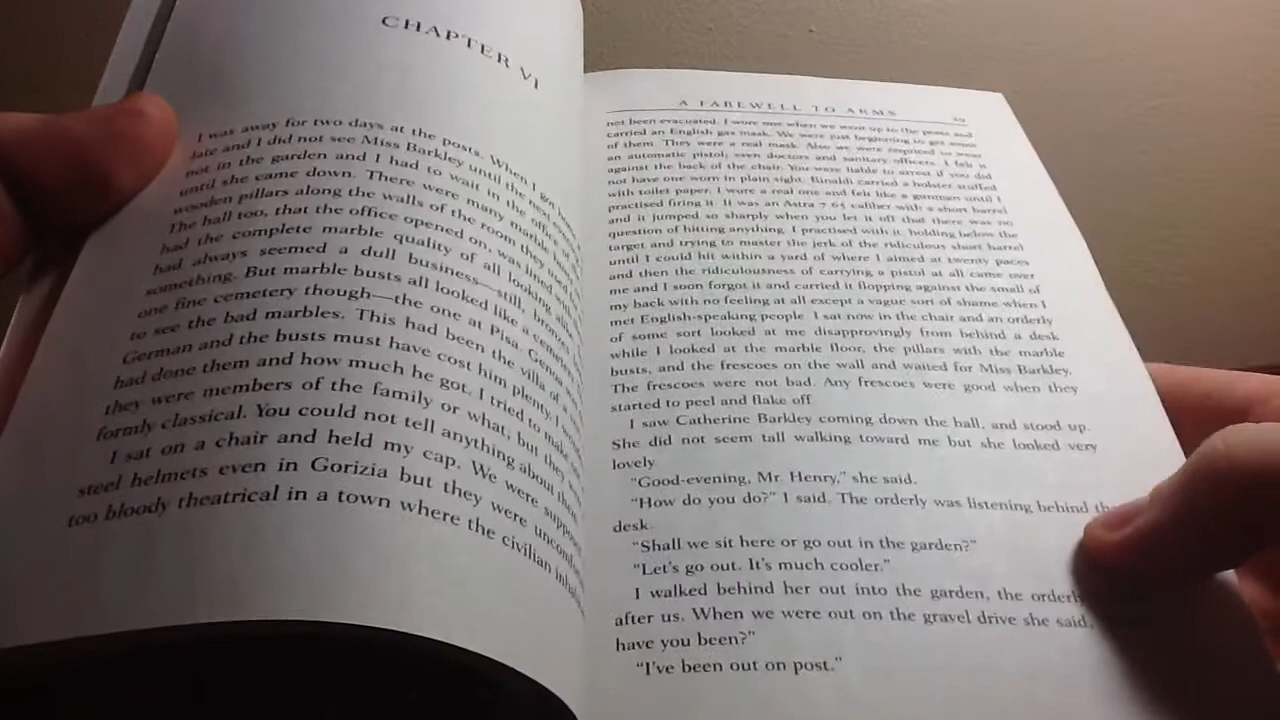 CHAPTER VI
I was away for two days at the posts. When I got home
late and I did not see Miss Barkley until the next
not in the garden and I had to wait in the office of
until she came down. There were many marble busts
wooden pillars along the walls of the room they used
The hall too, that the office opened on, was lined with
had the complete marble quality of all looking alike.
had always seemed a dull business—still, bronzes
something. But marble busts all looked like a cemetery.
one fine cemetery though—the one at Pisa. Genoa
to see the bad marbles. This had been the villa of a
German and the busts must have cost him plenty. I
had done them and how much he got. I tried to make
they were members of the family or what; but they
formly classical. You could not tell anything about them.
I sat on a chair and held my cap. We were
steel helmets even in Gorizia but they were
too bloody theatrical in a town where the civilian
A FAREWELL TO ARMS
29
not been evacuated. I wore one when we went up to the posts and
carried an English gas mask. We were just beginning to get some
of them. They were a real mask. Also we were required to wear
an automatic pistol; even doctors and sanitary officers. I felt it
against the back of the chair. You were liable to arrest if you did
not have one worn in plain sight. Rinaldi carried a holster stuffed
with toilet paper. I wore a real one and felt like a gunman until I
practised firing it. It was an Astra 7.65 caliber with a short barrel
and it jumped so sharply when you let it off that there was no
question of hitting anything. I practised with it, holding below the
target and trying to master the jerk of the ridiculous short barrel
until I could hit within a yard of where I aimed at twenty paces
and then the ridiculousness of carrying a pistol at all came over
me and I soon forgot it and carried it flopping against the small of
my back with no feeling at all except a vague sort of shame when I
met English-speaking people. I sat now in the chair and an orderly
of some sort looked at me disapprovingly from behind a desk
while I looked at the marble floor, the pillars with the marble
busts, and the frescoes on the wall and waited for Miss Barkley.
The frescoes were not bad. Any frescoes were good when they
started to peel and flake off.
I saw Catherine Barkley coming down the hall, and stood up.
She did not seem tall walking toward me but she looked very
lovely.
"Good-evening, Mr. Henry," she said.
"How do you do?" I said. The orderly was listening behind the
desk.
"Shall we sit here or go out in the garden?"
"Let's go out. It's much cooler."
I walked behind her out into the garden, the orderly
after us. When we were out on the gravel drive she said,
have you been?"
"I've been out on post."